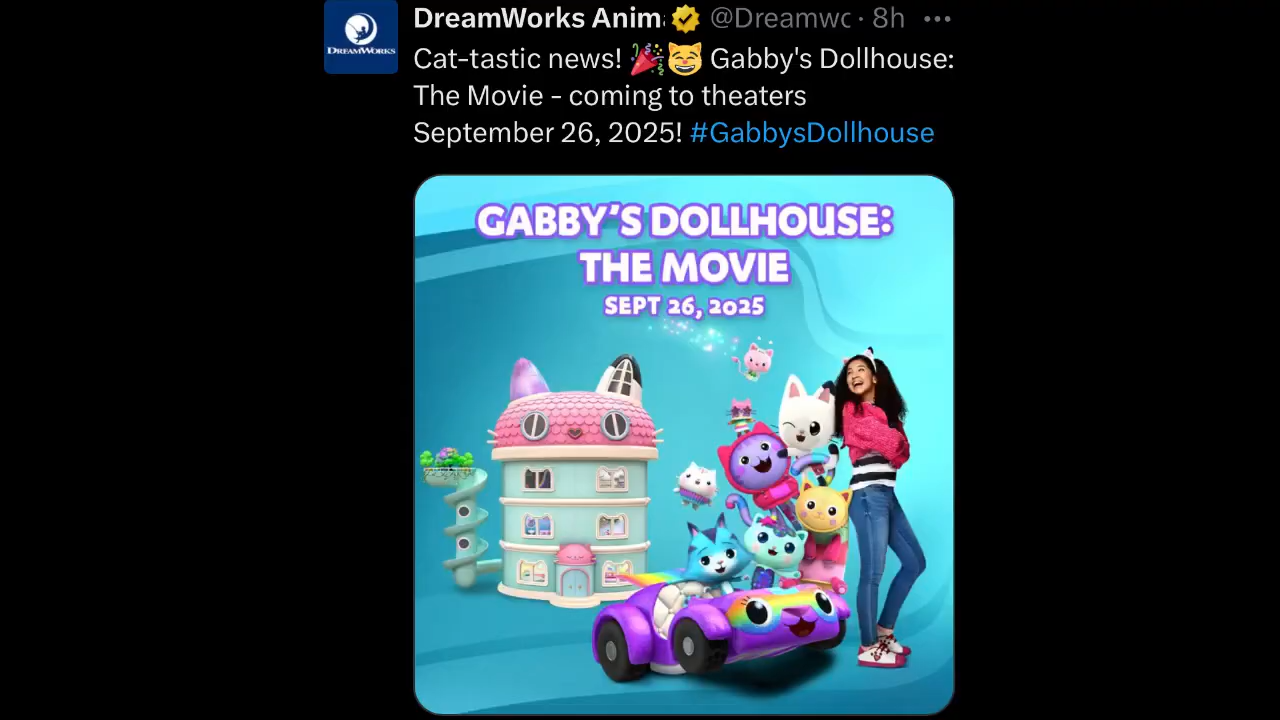 DREAMWORKS
DreamWorks Anim @Dreamwc · 8h
Cat-tastic news! 🎉😸 Gabby's Dollhouse:
The Movie - coming to theaters
September 26, 2025! #GabbysDollhouse
GABBY'S DOLLHOUSE:
THE MOVIE
SEPT 26, 2025